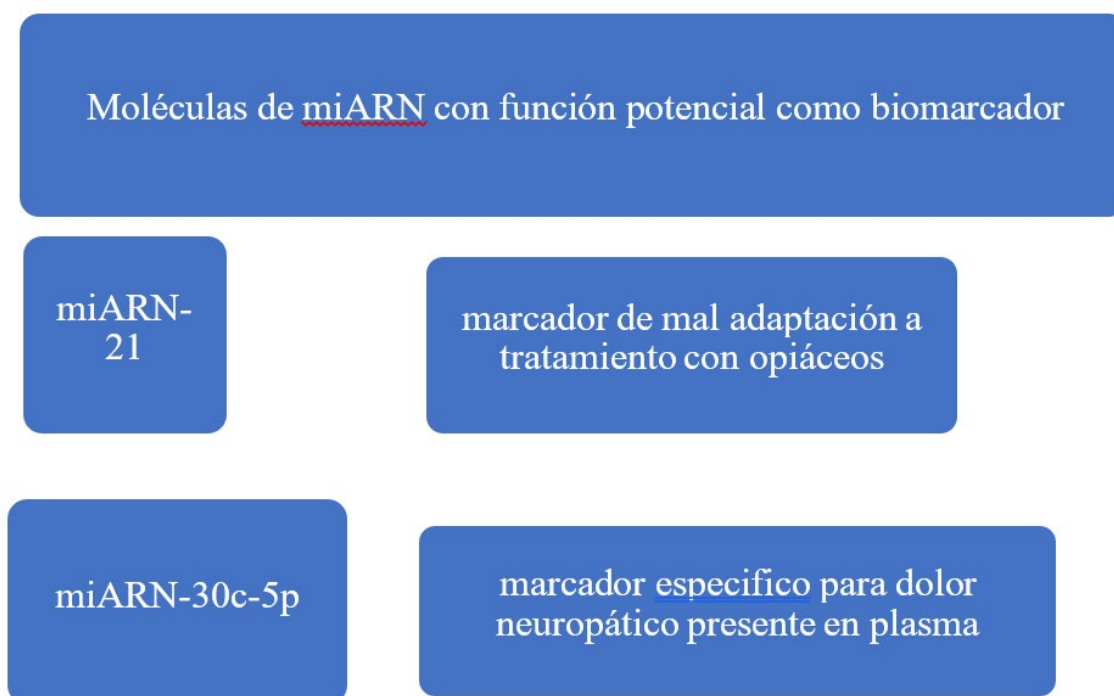 Moléculas de miARN con función potencial como biomarcador
miARN-
21
marcador de mal adaptación a
tratamiento con opiáceos
miARN-30c-5p
marcador especifico para dolor
neuropático presente en plasma